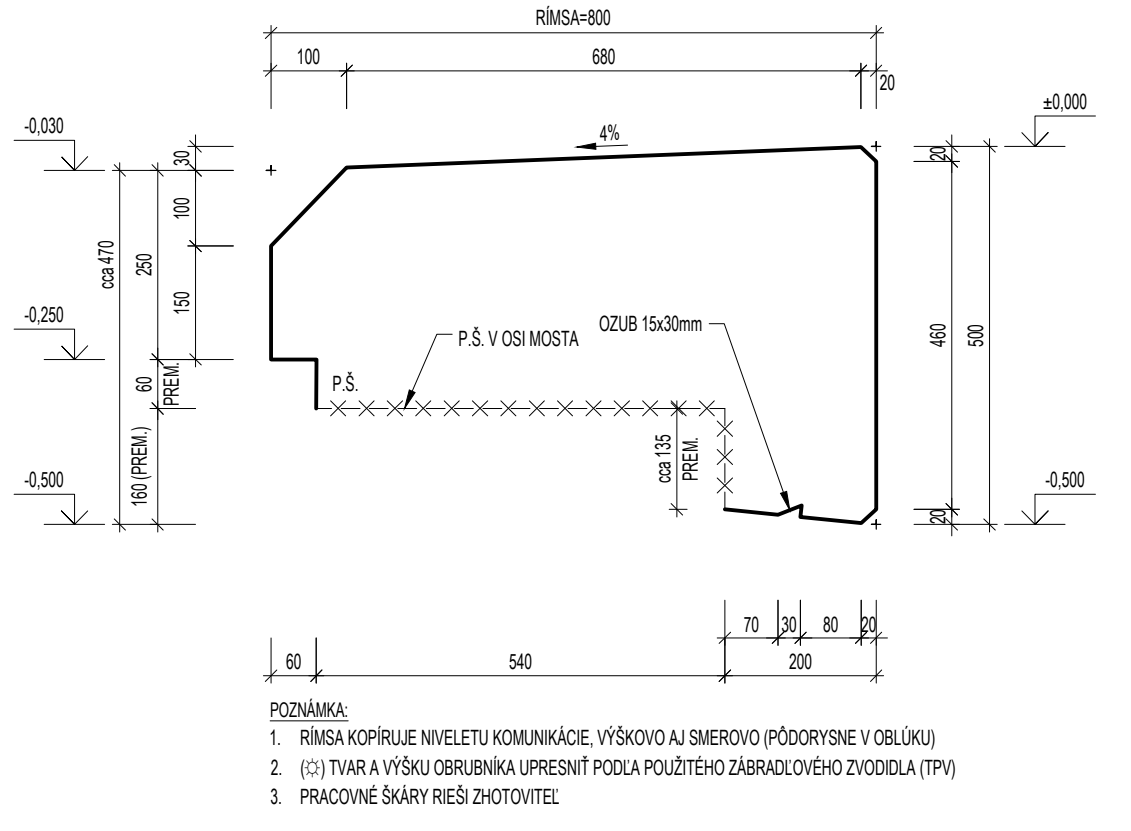 RÍMSA=800
100
680
20
-0,030
±0,000
4%
30
20
100
cca 470
250
150
-0,250
P.Š. V OSI MOSTA
OZUB 15x30mm
460
500
60
PREM.
P.Š.
cca 135
PREM.
160 (PREM.)
-0,500
-0,500
20
70
30
80
20
60
540
200
POZNÁMKA:
1. RÍMSA KOPÍRUJE NIVELETU KOMUNIKÁCIE, VÝŠKOVO AJ SMEROVO (PÔDORYSNE V OBLÚKU)
2. (☼) TVAR A VÝŠKU OBRUBNÍKA UPRESNIŤ PODĽA POUŽITÉHO ZÁBRADĽOVÉHO ZVODIDLA (TPV)
3. PRACOVNÉ ŠKÁRY RIEŠI ZHOTOVITEĽ